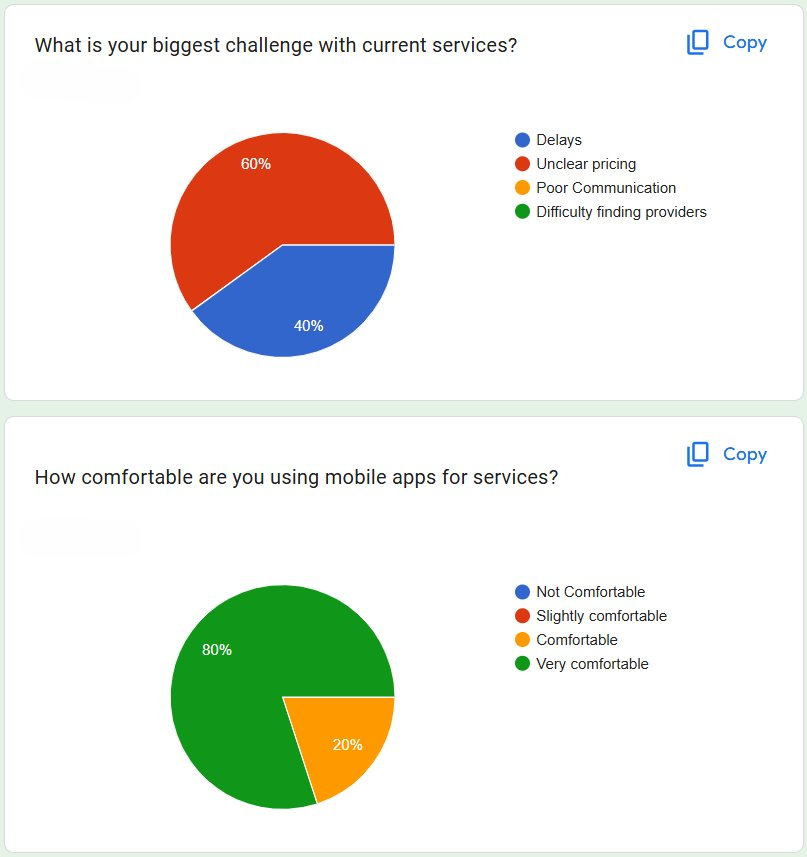 What is your biggest challenge with current services?
Copy
60%
40%
Delays
Unclear pricing
Poor Communication
Difficulty finding providers
Copy
How comfortable are you using mobile apps for services?
80%
20%
Not Comfortable
Slightly comfortable
Comfortable
Very comfortable